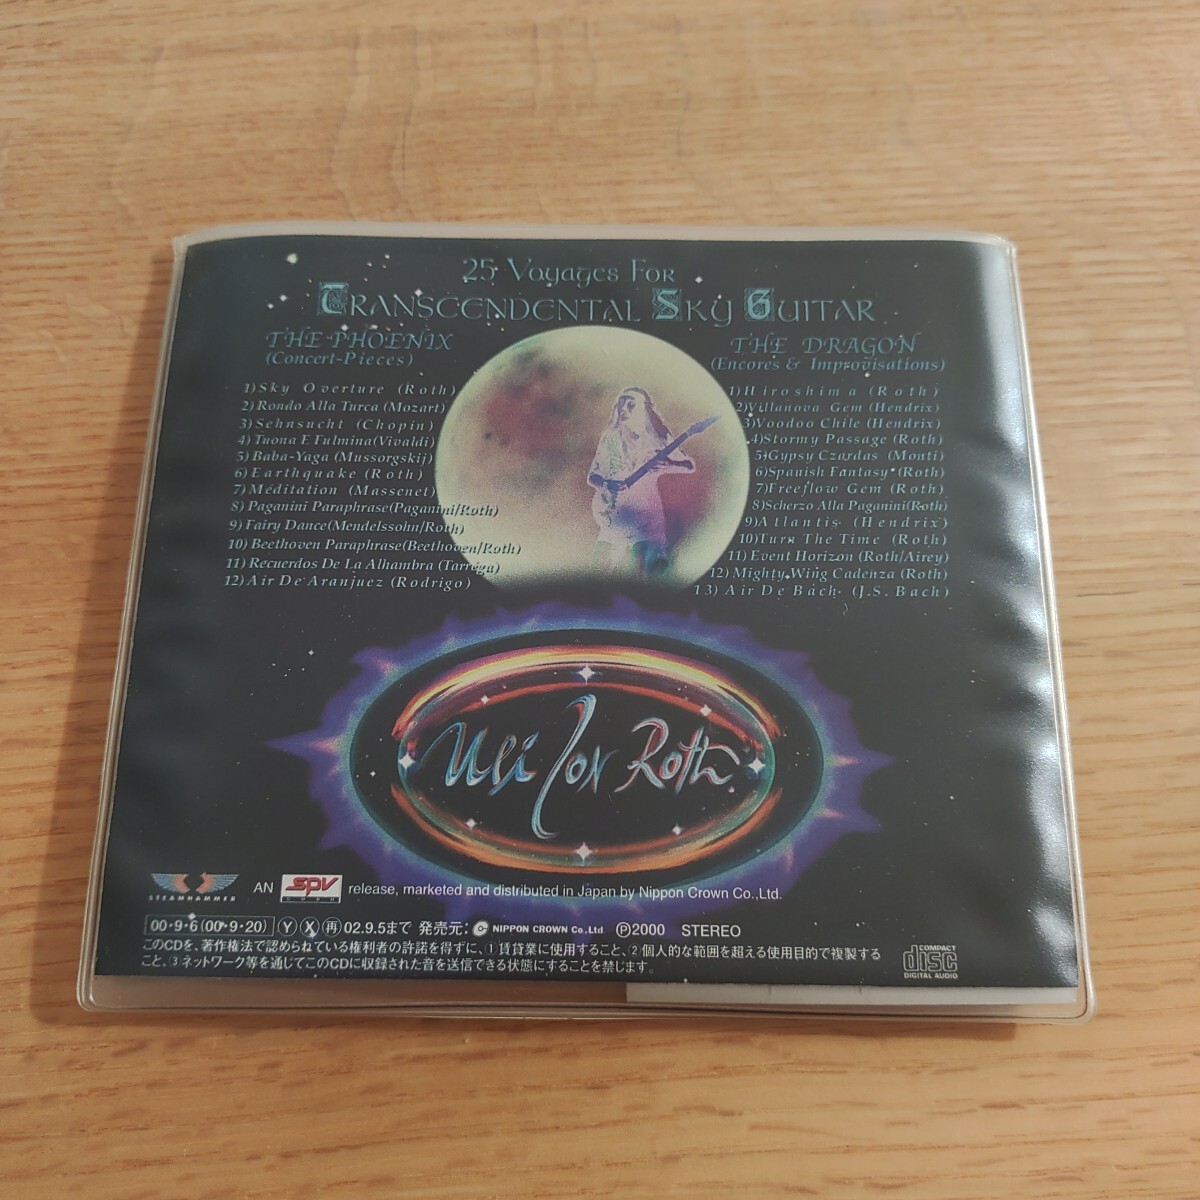 25 Voyages For
Transcendental Sky Guitar
THE PHOENIX
(Concert-Pieces)
1) Sky Overture (Roth)
2) Rondo Alla Turca (Mozart)
3) Sehnsucht (Chopin)
4) Tuona E Fulmina(Vivaldi)
5) Baba-Yaga (Mussorgskij)
6) Earthquake (Roth)
7) Méditation (Massenet)
8) Paganini Paraphrase(Paganini/Roth)
9) Fairy Dance(Mendelssohn/Roth)
10) Beethoven Paraphrase(Beethoven/Roth)
11) Recuerdos De La Alhambra (Tarrega)
12) Air De Aranjuez (Rodrigo)
THE DRAGON
(Encores & Improvisations)
1) Hiroshima (Roth)
2) Villanova Gem (Hendrix)
3) Voodoo Chile (Hendrix)
4) Stormy Passage (Roth)
5) Gypsy Czardas (Monti)
6) Spanish Fantasy (Roth)
7) Freeflow Gem (Roth)
8) Scherzo Alla Paganini(Roth)
9) Atlantis (Hendrix)
10) Turn The Time (Roth)
11) Event Horizon (Roth/Airey)
12) Mighty Wing Cadenza (Roth)
13) Air De Bach (J.S. Bach)
Uli Jon Roth
STEAMHAMMER
AN SPV release, marketed and distributed in Japan by Nippon Crown Co.,Ltd.
00・9・6(00・9・20) Ⓨ Ⓧ ㊢02.9.5まで 発売元: NIPPON CROWN Co.,Ltd. Ⓟ2000 STEREO
このCDを、著作権法で認められている権利者の許諾を得ずに、①賃貸業に使用すること、②個人的な範囲を超える使用目的で複製する
こと、③ネットワーク等を通じてこのCDに収録された音を送信できる状態にすることを禁じます。
COMPACT
disc
DIGITAL AUDIO